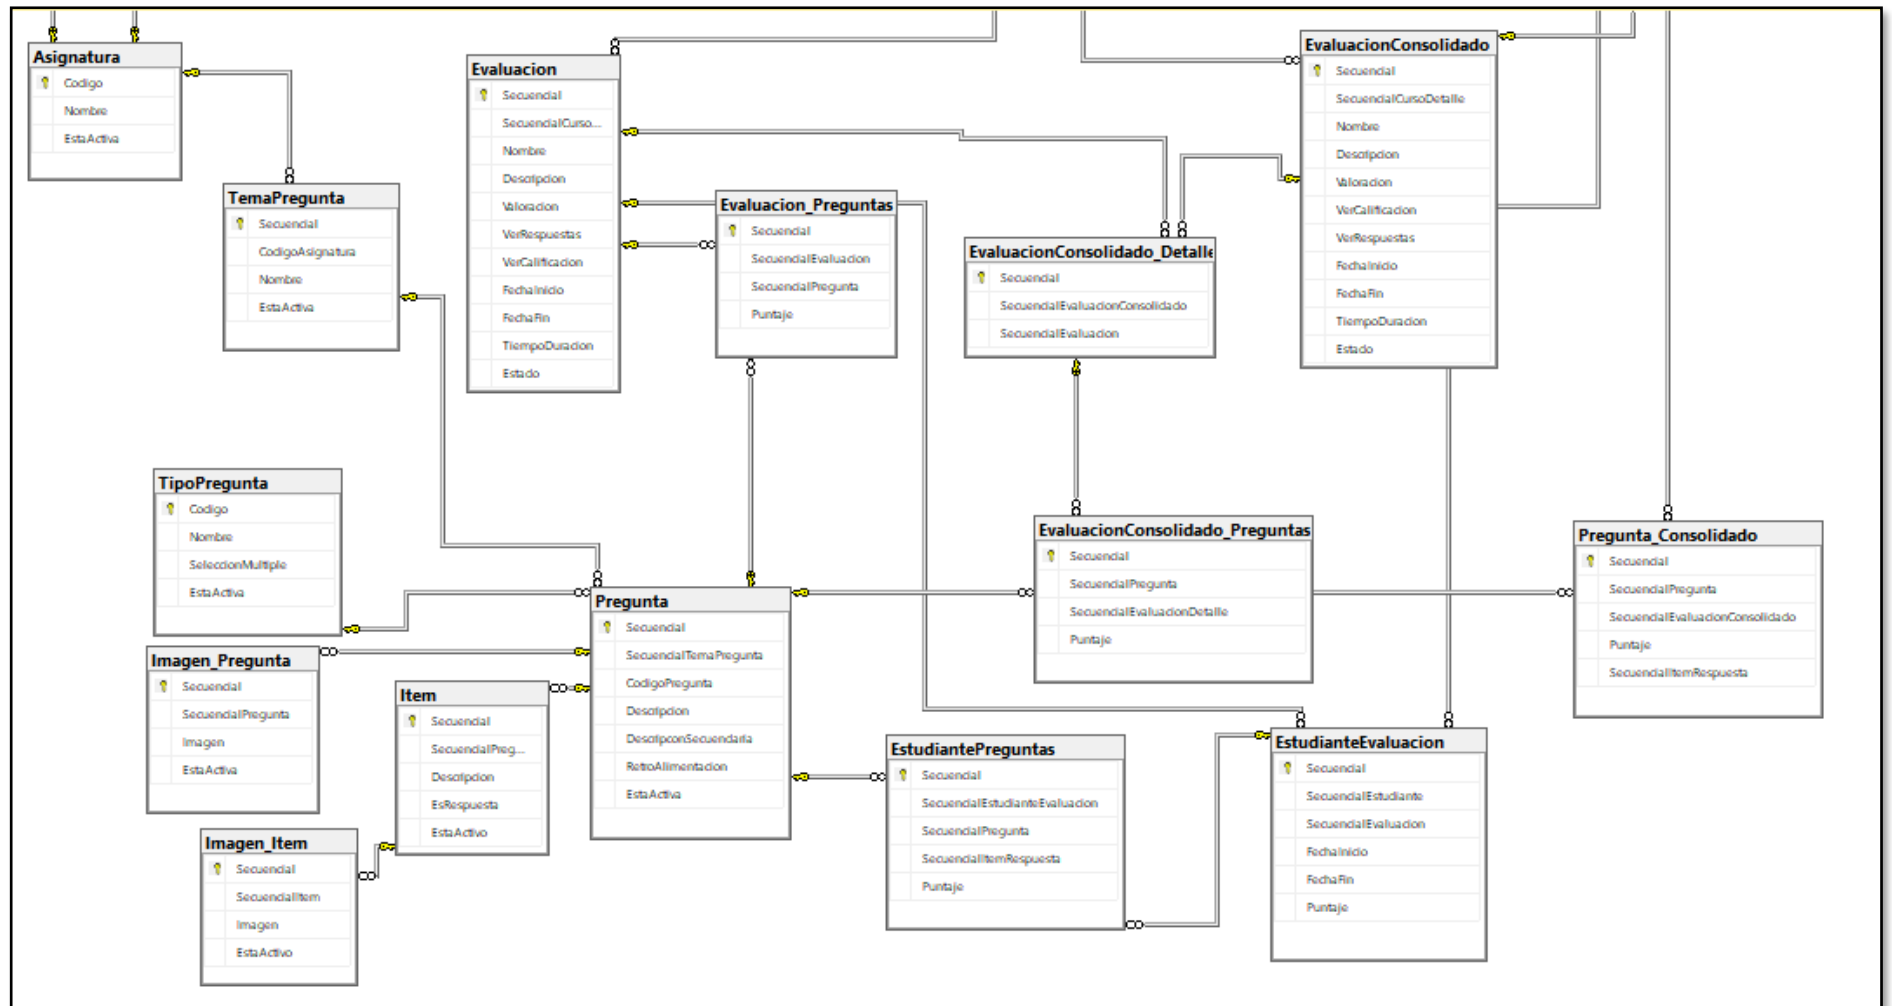 Asignatura
Codigo
Nombre
EstaActiva
TemaPregunta
Secuencial
CodigoAsignatura
Nombre
EstaActiva
Evaluacion
Secuencial
SecuencialCurso...
Nombre
Descripcion
Valoracion
VerRespuestas
VerCalificacion
FechaInicio
FechaFin
TiempoDuracion
Estado
Evaluacion_Preguntas
Secuencial
SecuencialEvaluacion
SecuencialPregunta
Puntaje
EvaluacionConsolidado_Detalle
Secuencial
SecuencialEvaluacionConsolidado
SecuencialEvaluacion
EvaluacionConsolidado
Secuencial
SecuencialCursoDetalle
Nombre
Descripcion
Valoracion
VerCalificacion
VerRespuestas
FechaInicio
FechaFin
TiempoDuracion
Estado
TipoPregunta
Codigo
Nombre
SeleccionMultiple
EstaActiva
Imagen_Pregunta
Secuencial
SecuencialPregunta
Imagen
EstaActiva
Item
Secuencial
SecuencialPreg...
Descripcion
EsRespuesta
EstaActivo
Imagen_Item
Secuencial
SecuencialItem
Imagen
EstaActivo
Pregunta
Secuencial
SecuencialTemaPregunta
CodigoPregunta
Descripcion
DescripconSecuendaria
RetroAlimentacion
EstaActiva
EvaluacionConsolidado_Preguntas
Secuencial
SecuencialPregunta
SecuencialEvaluacionDetalle
Puntaje
Pregunta_Consolidado
Secuencial
SecuencialPregunta
SecuencialEvaluacionConsolidado
Puntaje
SecuencialItemRespuesta
EstudiantePreguntas
Secuencial
SecuencialEstudianteEvaluacion
SecuencialPregunta
SecuencialItemRespuesta
Puntaje
EstudianteEvaluacion
Secuencial
SecuencialEstudiante
SecuencialEvaluacion
FechaInicio
FechaFin
Puntaje